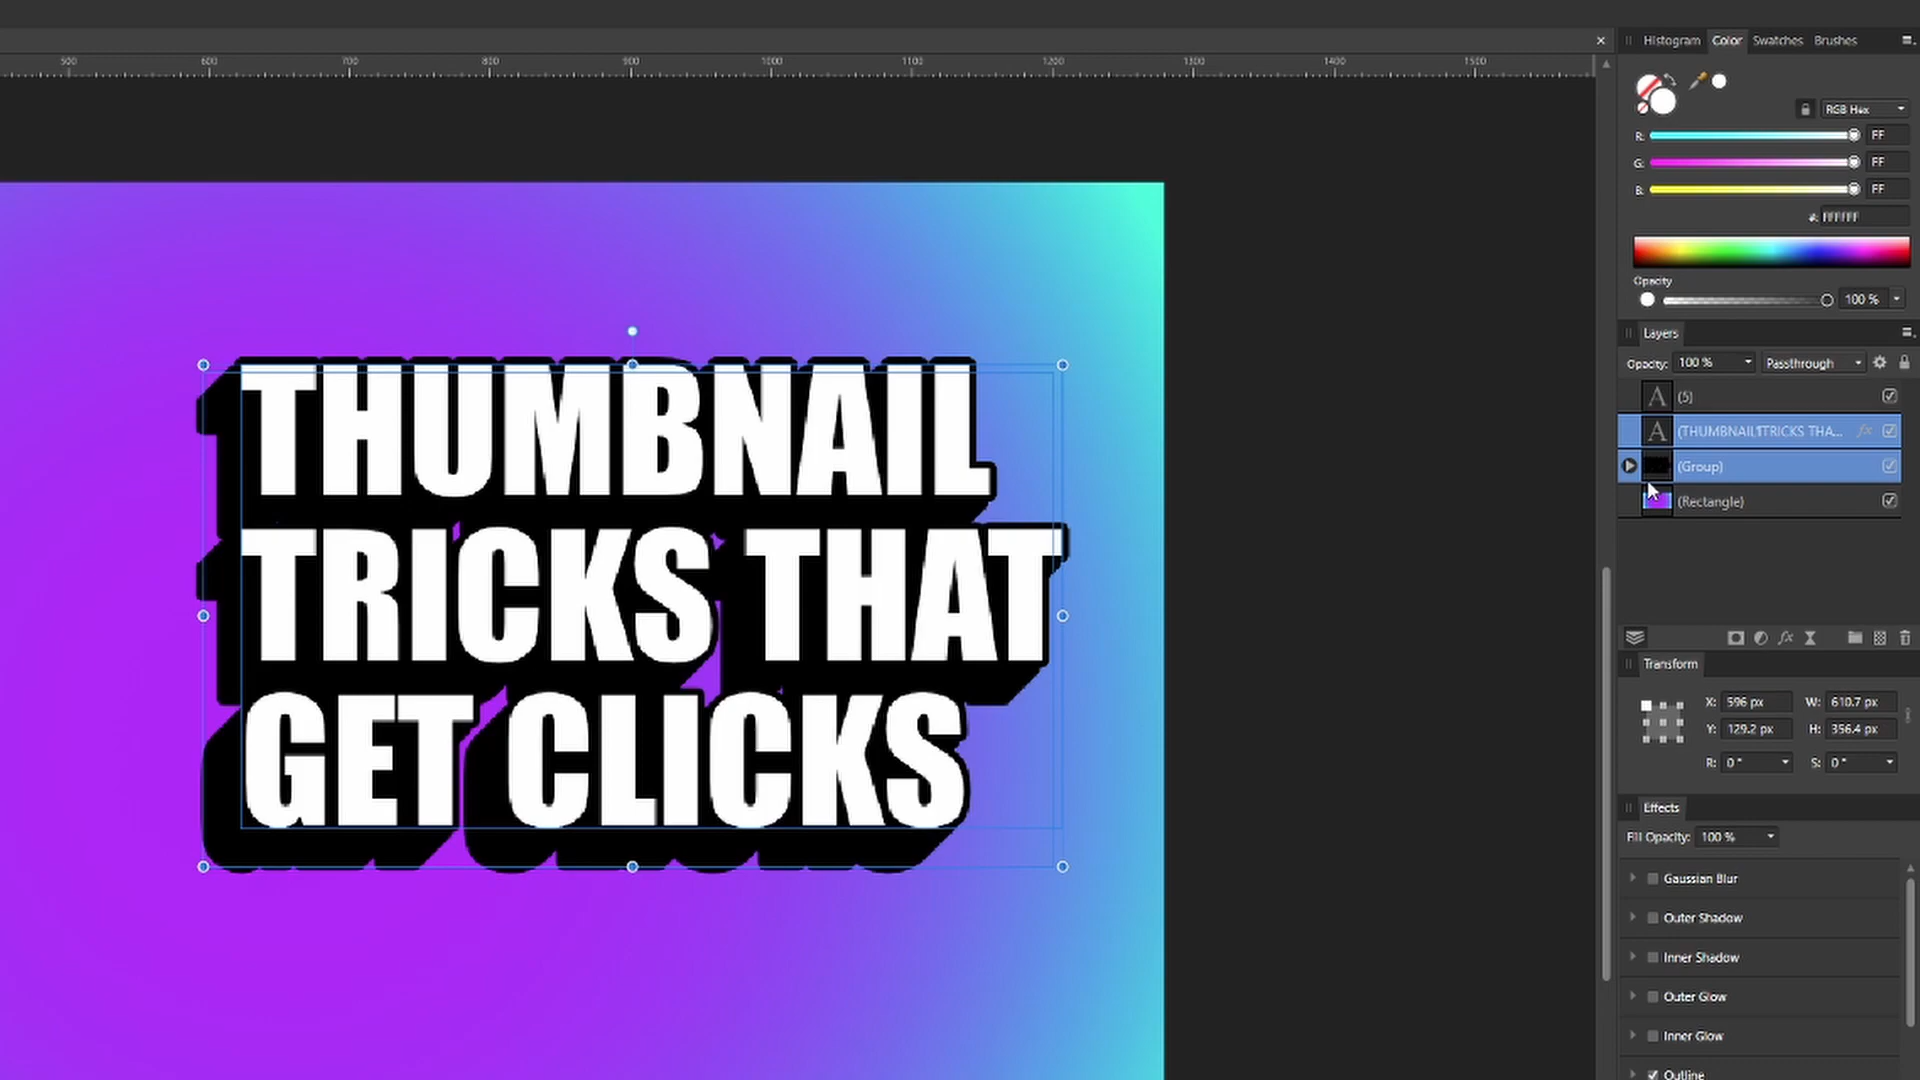 500 600 700 800 900 1000 1100 1200 1300 1400 1500
Histogram Color Swatches Brushes
RGB Hex
R: FF
G: FF
B: FF
#: FFFFFF
Opacity
100 %
Layers
Opacity: 100 % Passthrough
A (5)
A (THUMBNAIL¶TRICKS THA... fx
(Group)
(Rectangle)
fx
Transform
X: 596 px W: 610.7 px
Y: 129.2 px H: 356.4 px
R: 0 ° S: 0 °
Effects
Fill Opacity: 100 %
Gaussian Blur
Outer Shadow
Inner Shadow
Outer Glow
Inner Glow
Outline
THUMBNAIL
TRICKS THAT
GET CLICKS